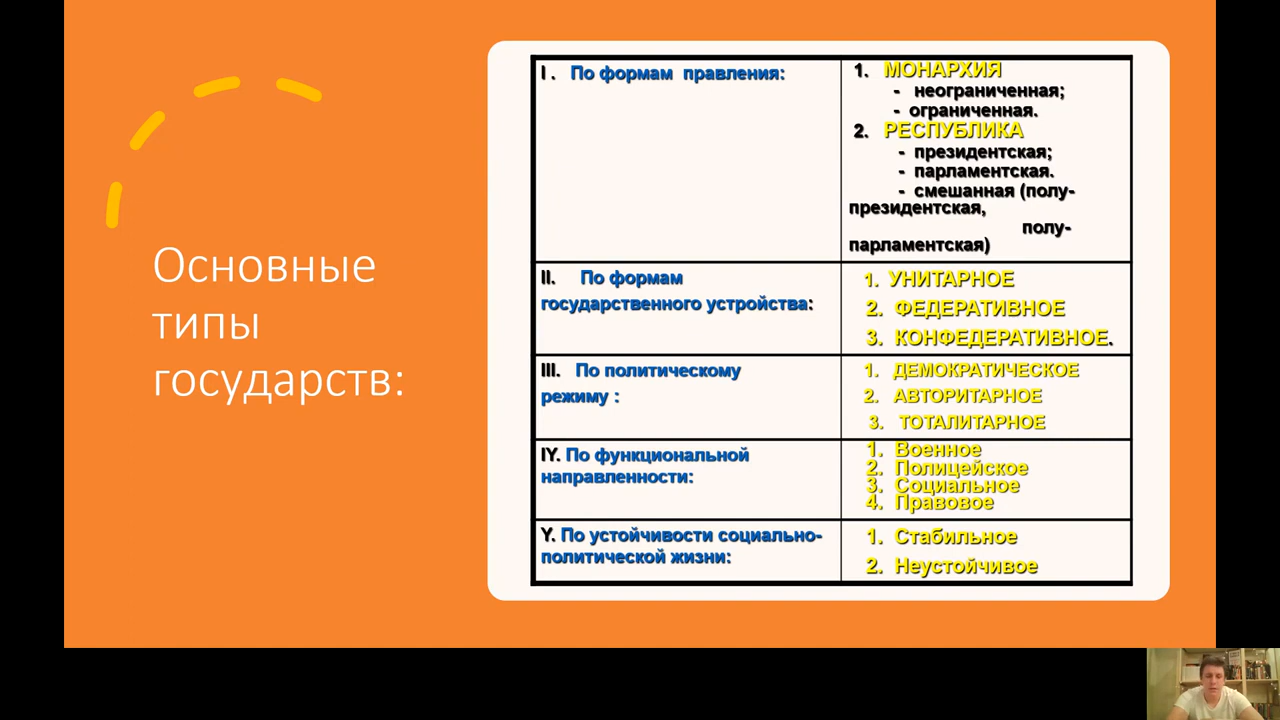 Основные
типы
государств:
I . По формам правления:
1. МОНАРХИЯ
- неограниченная;
- ограниченная.
2. РЕСПУБЛИКА
- президентская;
- парламентская.
- смешанная (полу-
президентская,
полу-
парламентская)
II. По формам
государственного устройства:
1. УНИТАРНОЕ
2. ФЕДЕРАТИВНОЕ
3. КОНФЕДЕРАТИВНОЕ.
III. По политическому
режиму :
1. ДЕМОКРАТИЧЕСКОЕ
2. АВТОРИТАРНОЕ
3. ТОТАЛИТАРНОЕ
IY. По функциональной
направленности:
1. Военное
2. Полицейское
3. Социальное
4. Правовое
Y. По устойчивости социально-
политической жизни:
1. Стабильное
2. Неустойчивое